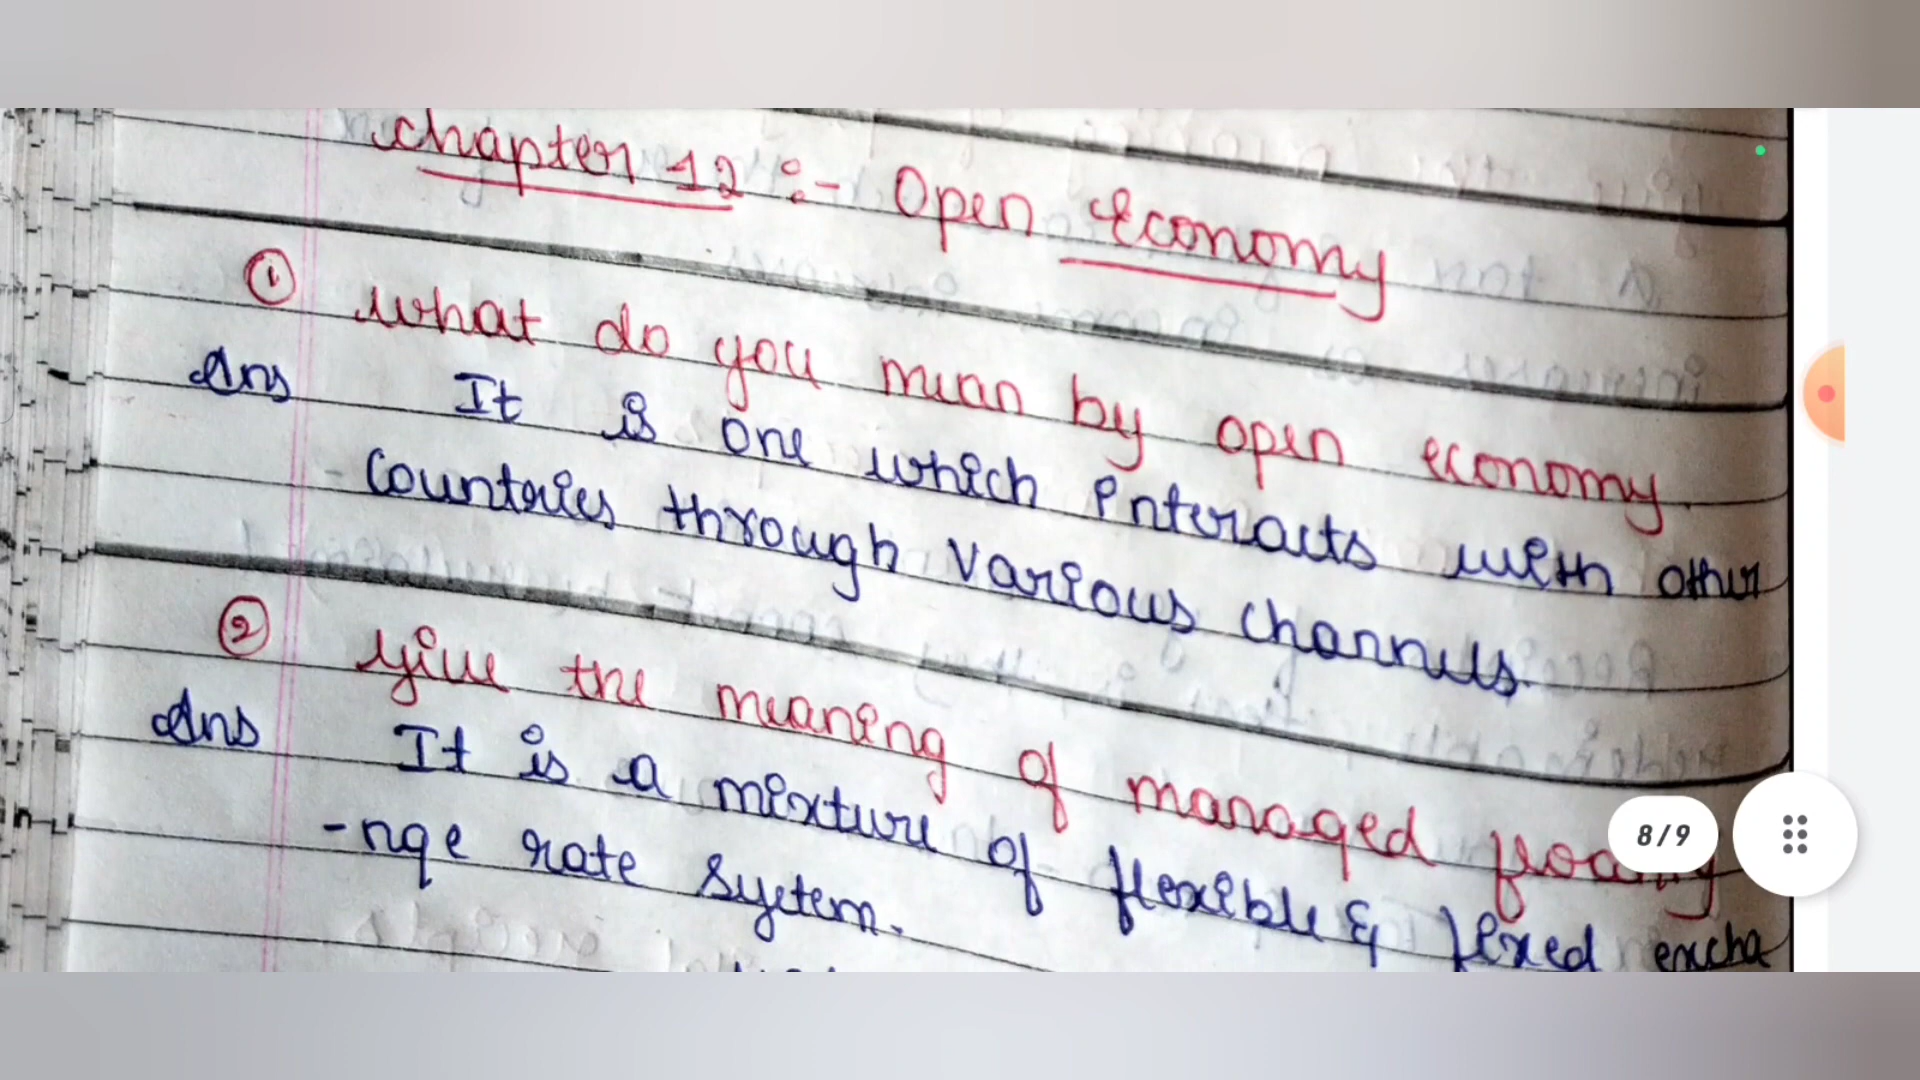 Chapter 12 :- Open Economy
① What do you mean by open economy
Ans It is one which interacts with other
countries through various channels.
② Give the meaning of managed
Ans It is a mixture of flexible & fixed excha
-nge rate system.
8/9